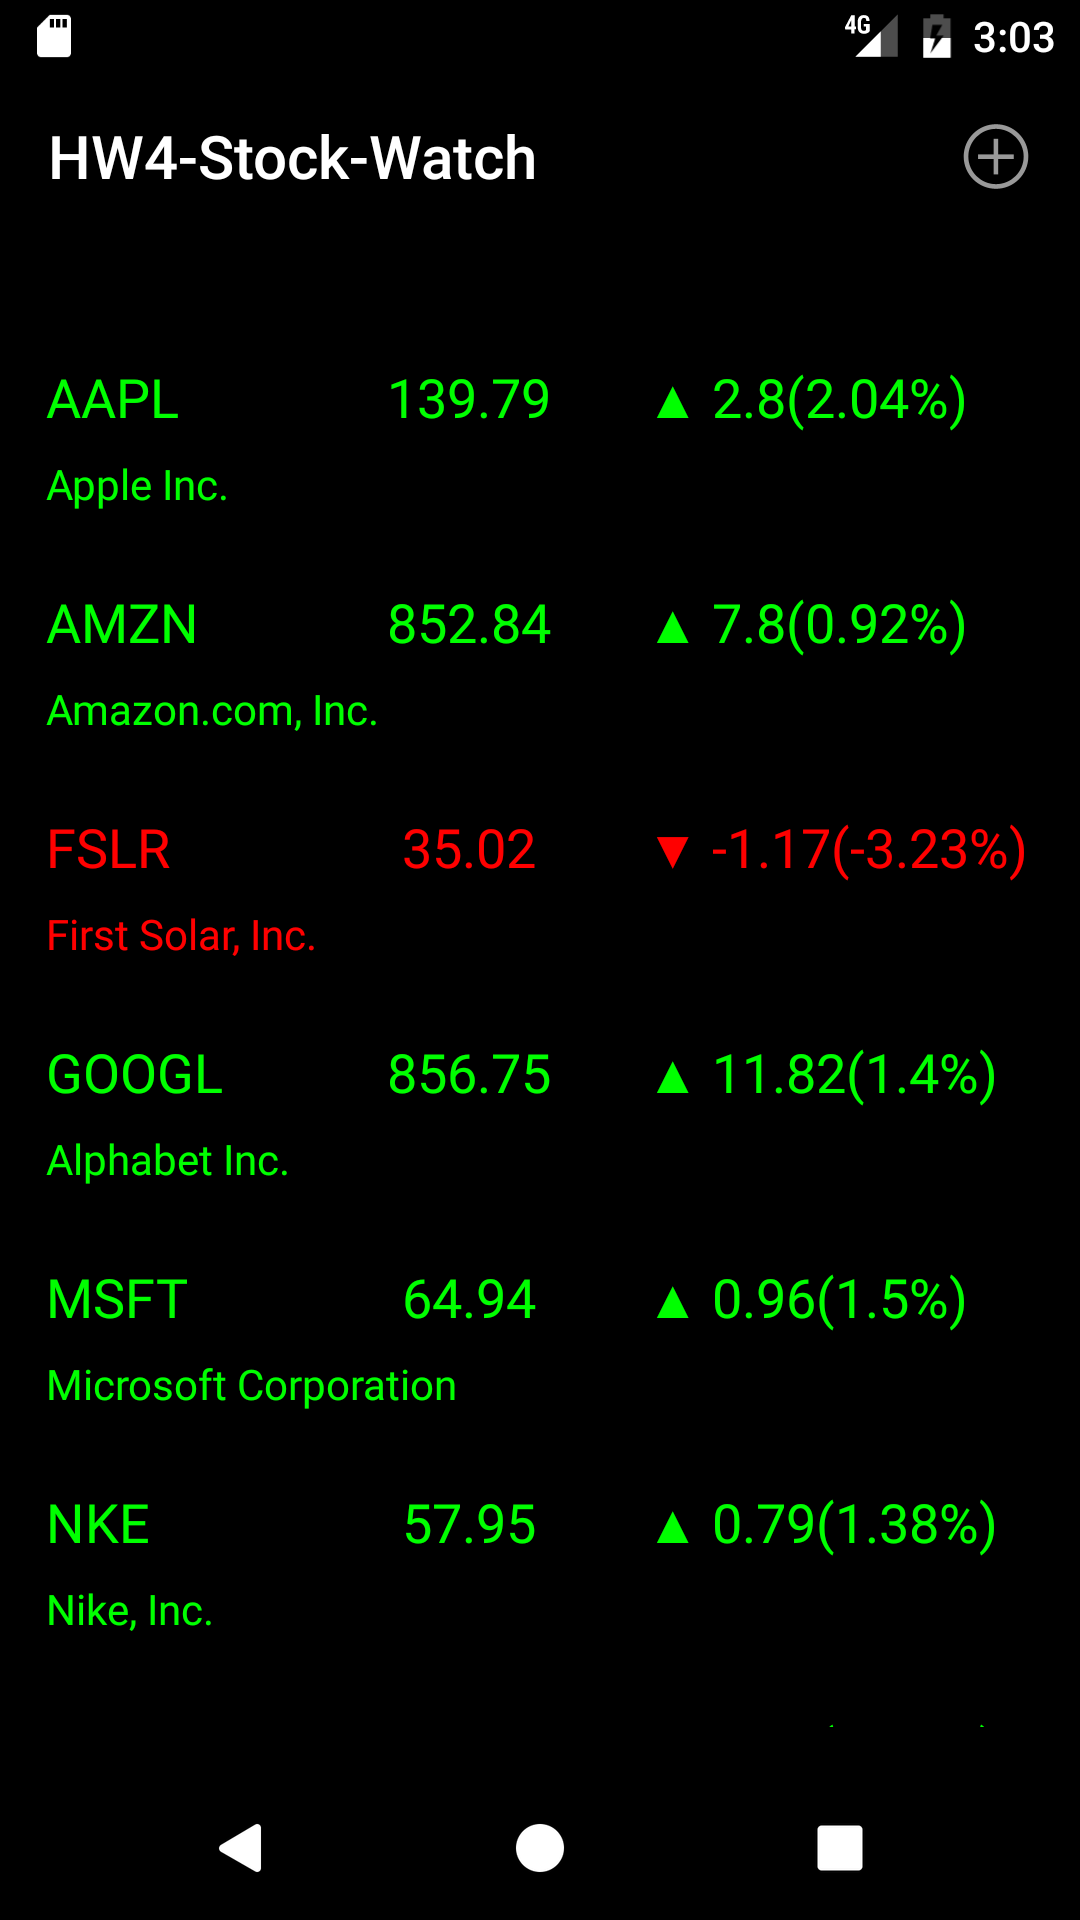 4G 3:03
HW4-Stock-Watch
AAPL 139.79 ▲ 2.8(2.04%)
Apple Inc.
AMZN 852.84 ▲ 7.8(0.92%)
Amazon.com, Inc.
FSLR 35.02 ▼ -1.17(-3.23%)
First Solar, Inc.
GOOGL 856.75 ▲ 11.82(1.4%)
Alphabet Inc.
MSFT 64.94 ▲ 0.96(1.5%)
Microsoft Corporation
NKE 57.95 ▲ 0.79(1.38%)
Nike, Inc.